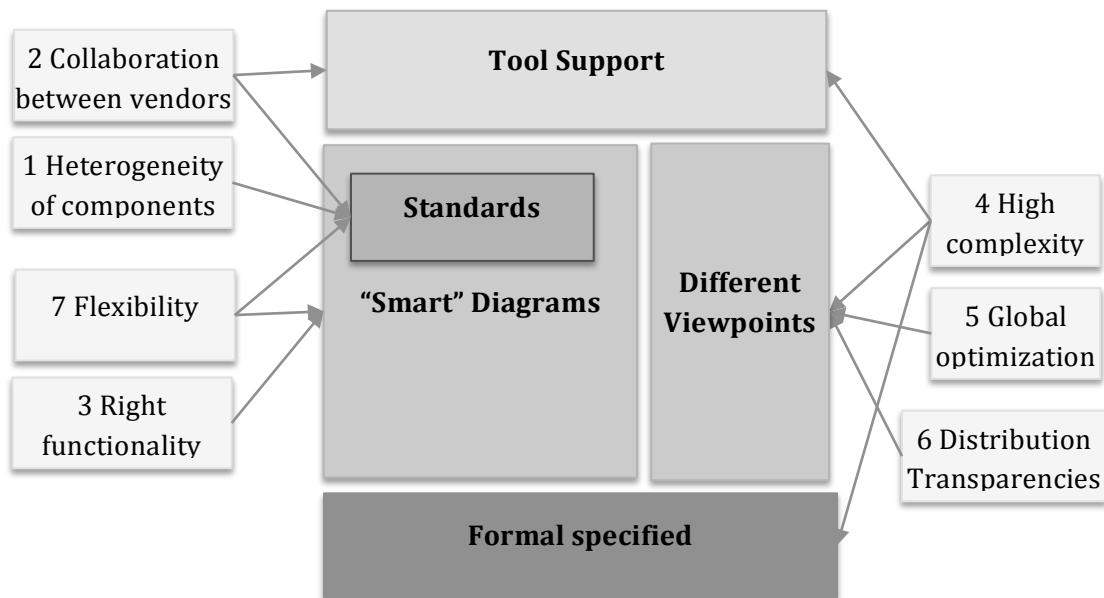 2 Collaboration
between vendors
1 Heterogeneity
of components
7 Flexibility
3 Right
functionality
Tool Support
Standards
“Smart” Diagrams
Different
Viewpoints
Formal specified
4 High
complexity
5 Global
optimization
6 Distribution
Transparencies